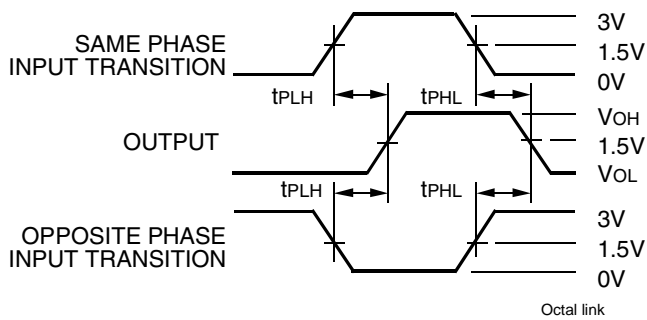 SAME PHASE
INPUT TRANSITION
3V
1.5V
0V
tPLH
tPHL
OUTPUT
VOH
1.5V
VOL
tPLH
tPHL
OPPOSITE PHASE
INPUT TRANSITION
3V
1.5V
0V
Octal link